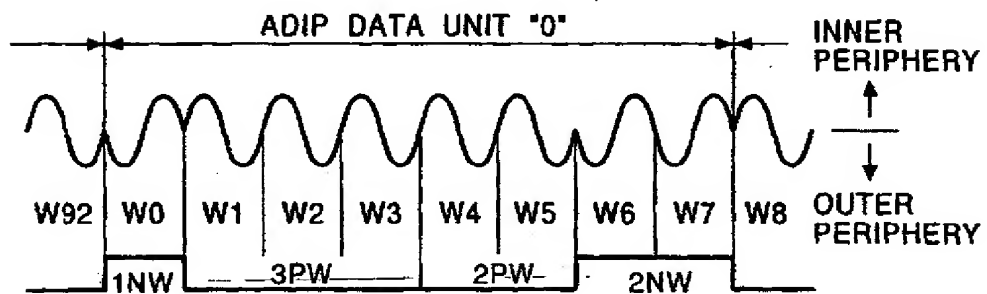 ADIP DATA UNIT "0"
INNER
PERIPHERY
W92 W0 W1 W2 W3 W4 W5 W6 W7 W8
OUTER
PERIPHERY
1NW 3PW 2PW 2NW